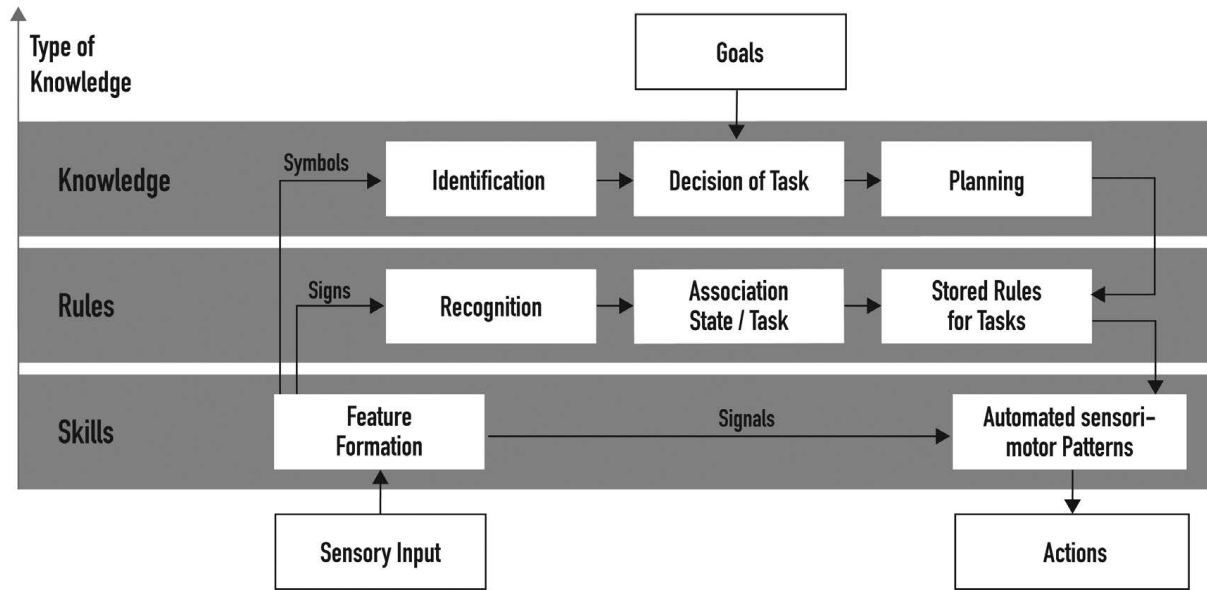 Type of
Knowledge
Goals
Knowledge
Symbols
Identification
Decision of Task
Planning
Rules
Signs
Recognition
Association
State / Task
Stored Rules
for Tasks
Skills
Feature
Formation
Signals
Automated sensori-
motor Patterns
Sensory Input
Actions